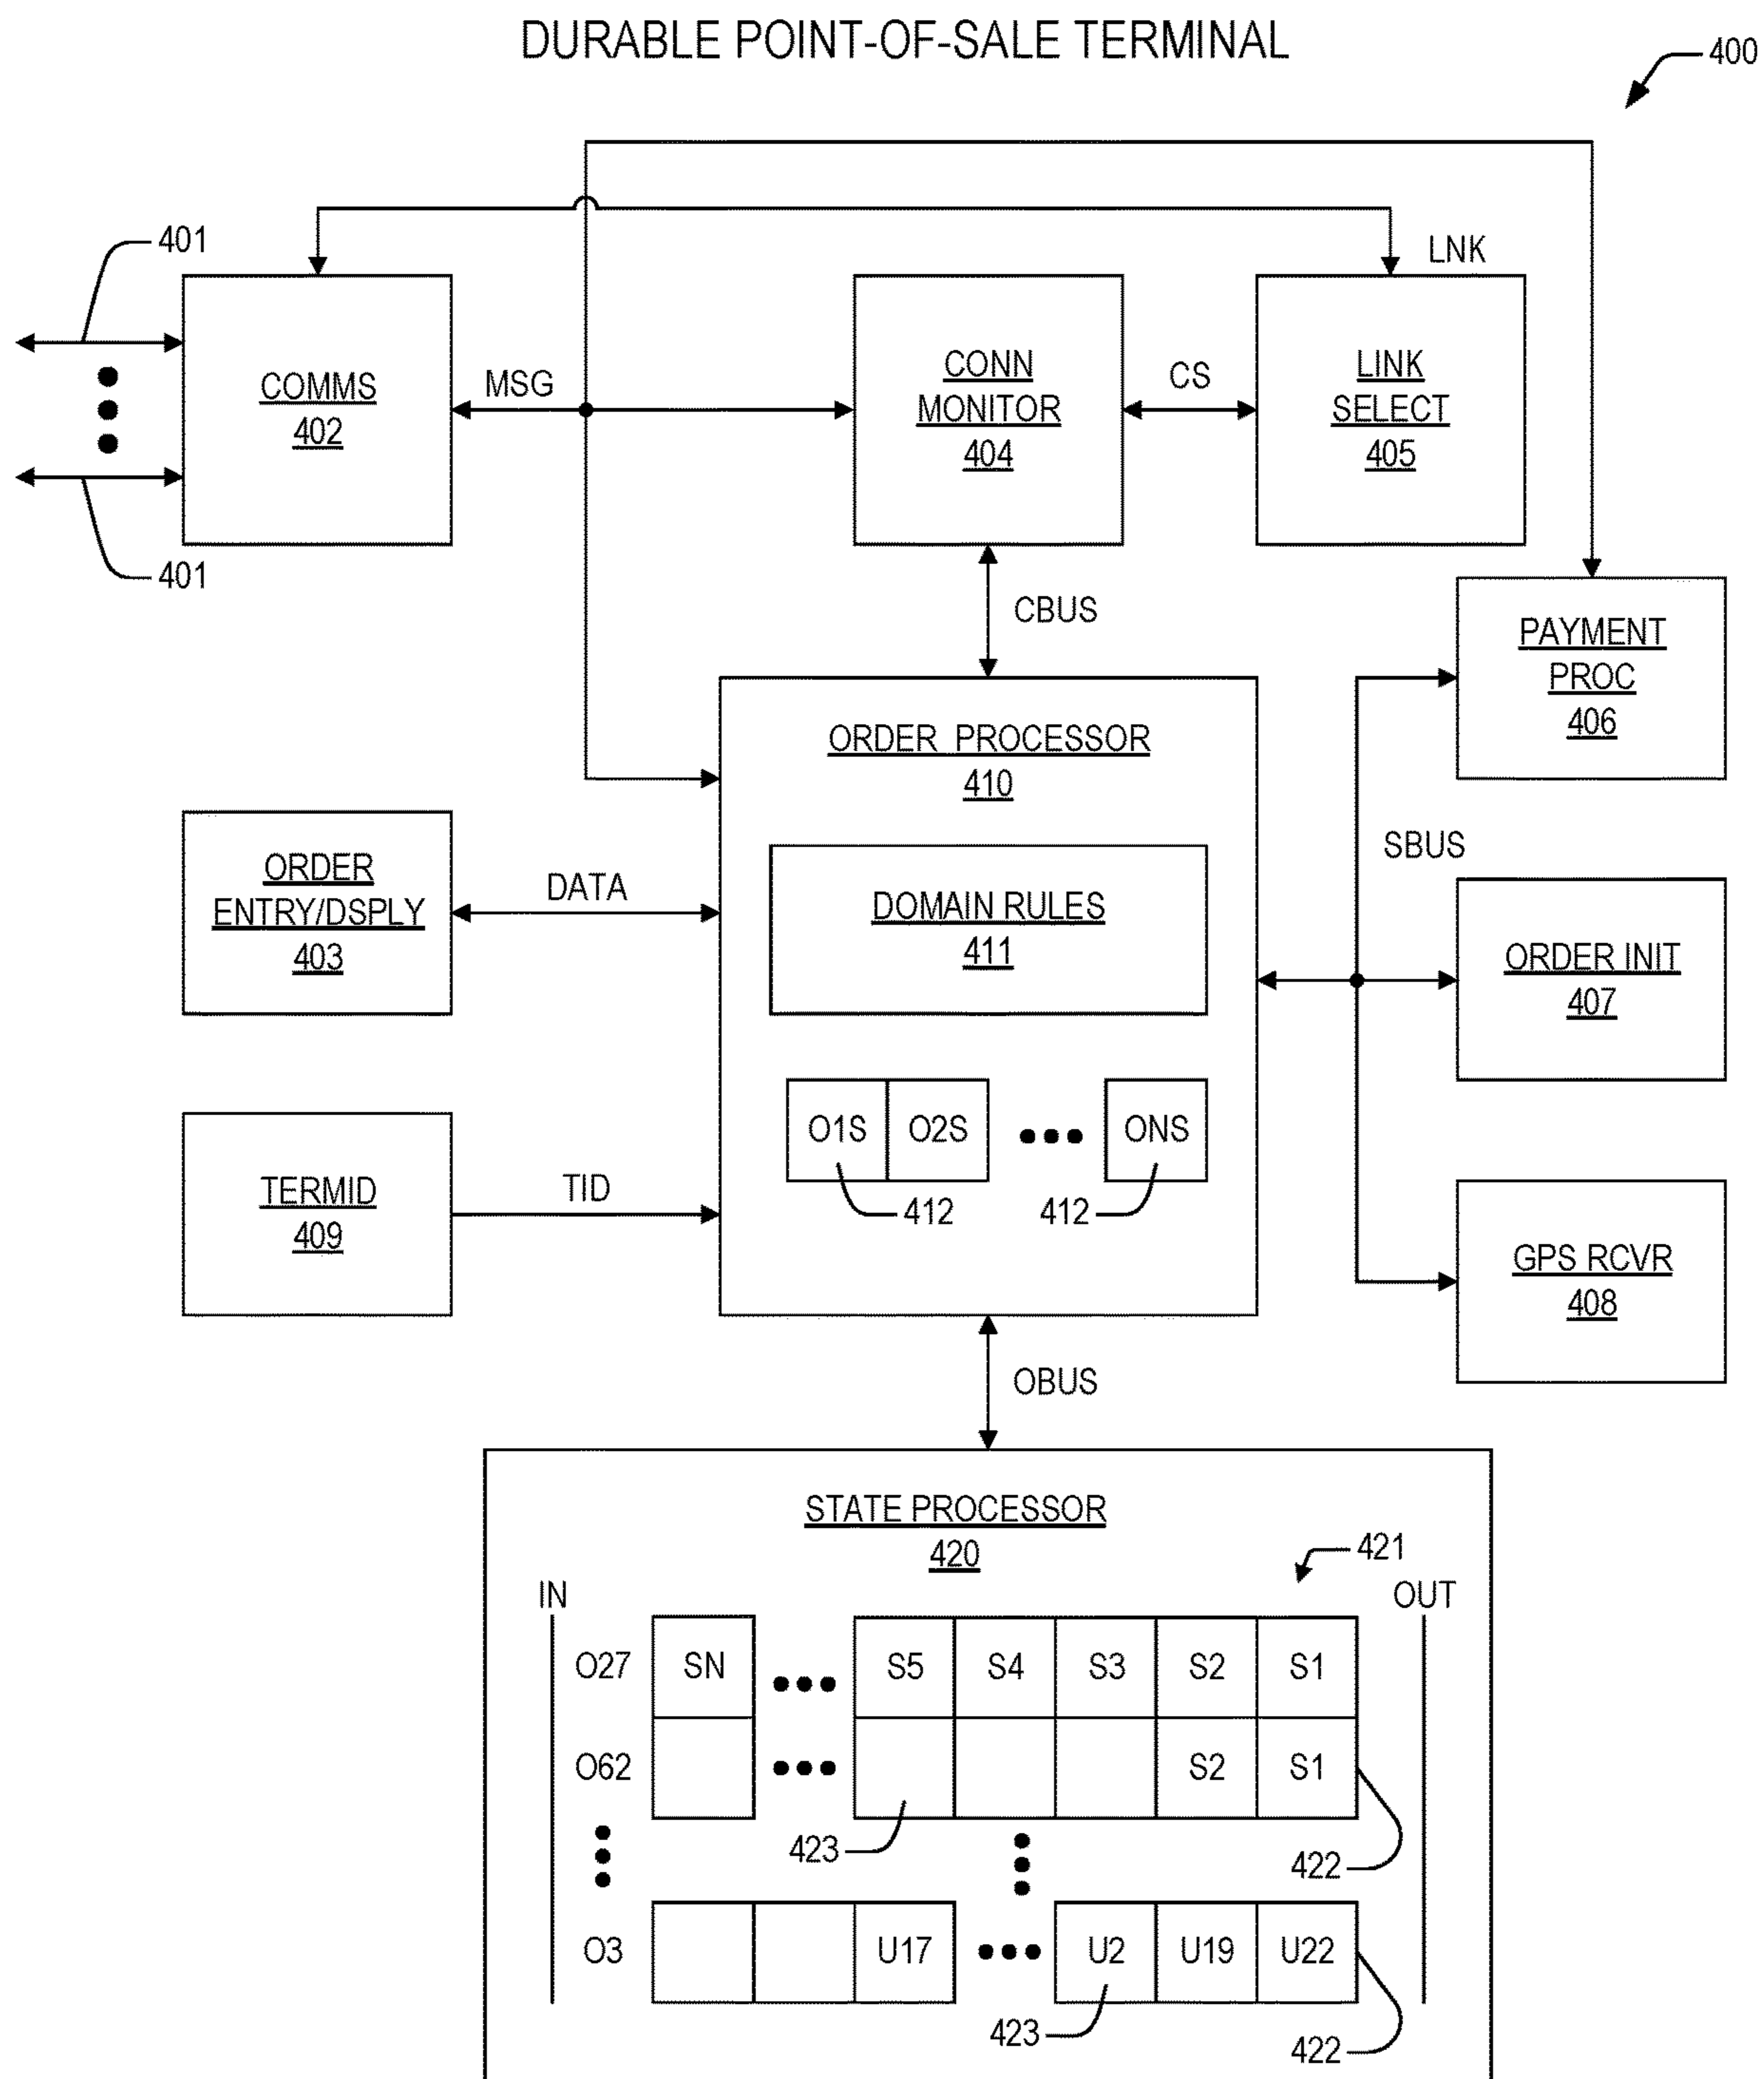 DURABLE POINT-OF-SALE TERMINAL
400
401
LNK
COMMS
402
MSG
CONN
MONITOR
404
CS
LINK
SELECT
405
401
CBUS
PAYMENT
PROC
406
ORDER PROCESSOR
410
SBUS
ORDER
ENTRY/DSPLY
403
DATA
DOMAIN RULES
411
ORDER INIT
407
O1S O2S ONS
412 412
TERMID
409
TID
GPS RCVR
408
OBUS
STATE PROCESSOR
420
421
IN OUT
O27 SN S5 S4 S3 S2 S1
O62 S2 S1
423 422
O3 U17 U2 U19 U22
423 422